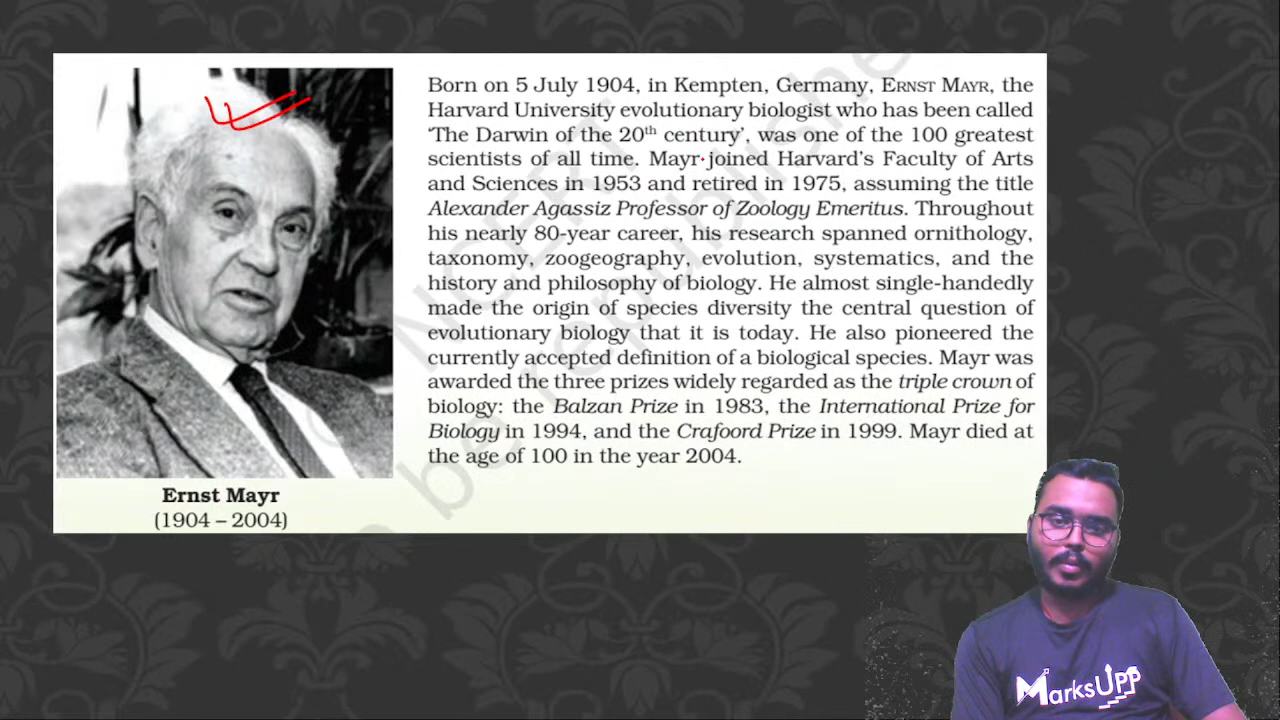 Born on 5 July 1904, in Kempten, Germany, ERNST MAYR, the
Harvard University evolutionary biologist who has been called
‘The Darwin of the 20th century’, was one of the 100 greatest
scientists of all time. Mayr joined Harvard’s Faculty of Arts
and Sciences in 1953 and retired in 1975, assuming the title
Alexander Agassiz Professor of Zoology Emeritus. Throughout
his nearly 80-year career, his research spanned ornithology,
taxonomy, zoogeography, evolution, systematics, and the
history and philosophy of biology. He almost single-handedly
made the origin of species diversity the central question of
evolutionary biology that it is today. He also pioneered the
currently accepted definition of a biological species. Mayr was
awarded the three prizes widely regarded as the triple crown of
biology: the Balzan Prize in 1983, the International Prize for
Biology in 1994, and the Crafoord Prize in 1999. Mayr died at
the age of 100 in the year 2004.
Ernst Mayr
(1904 – 2004)
MarksUpp